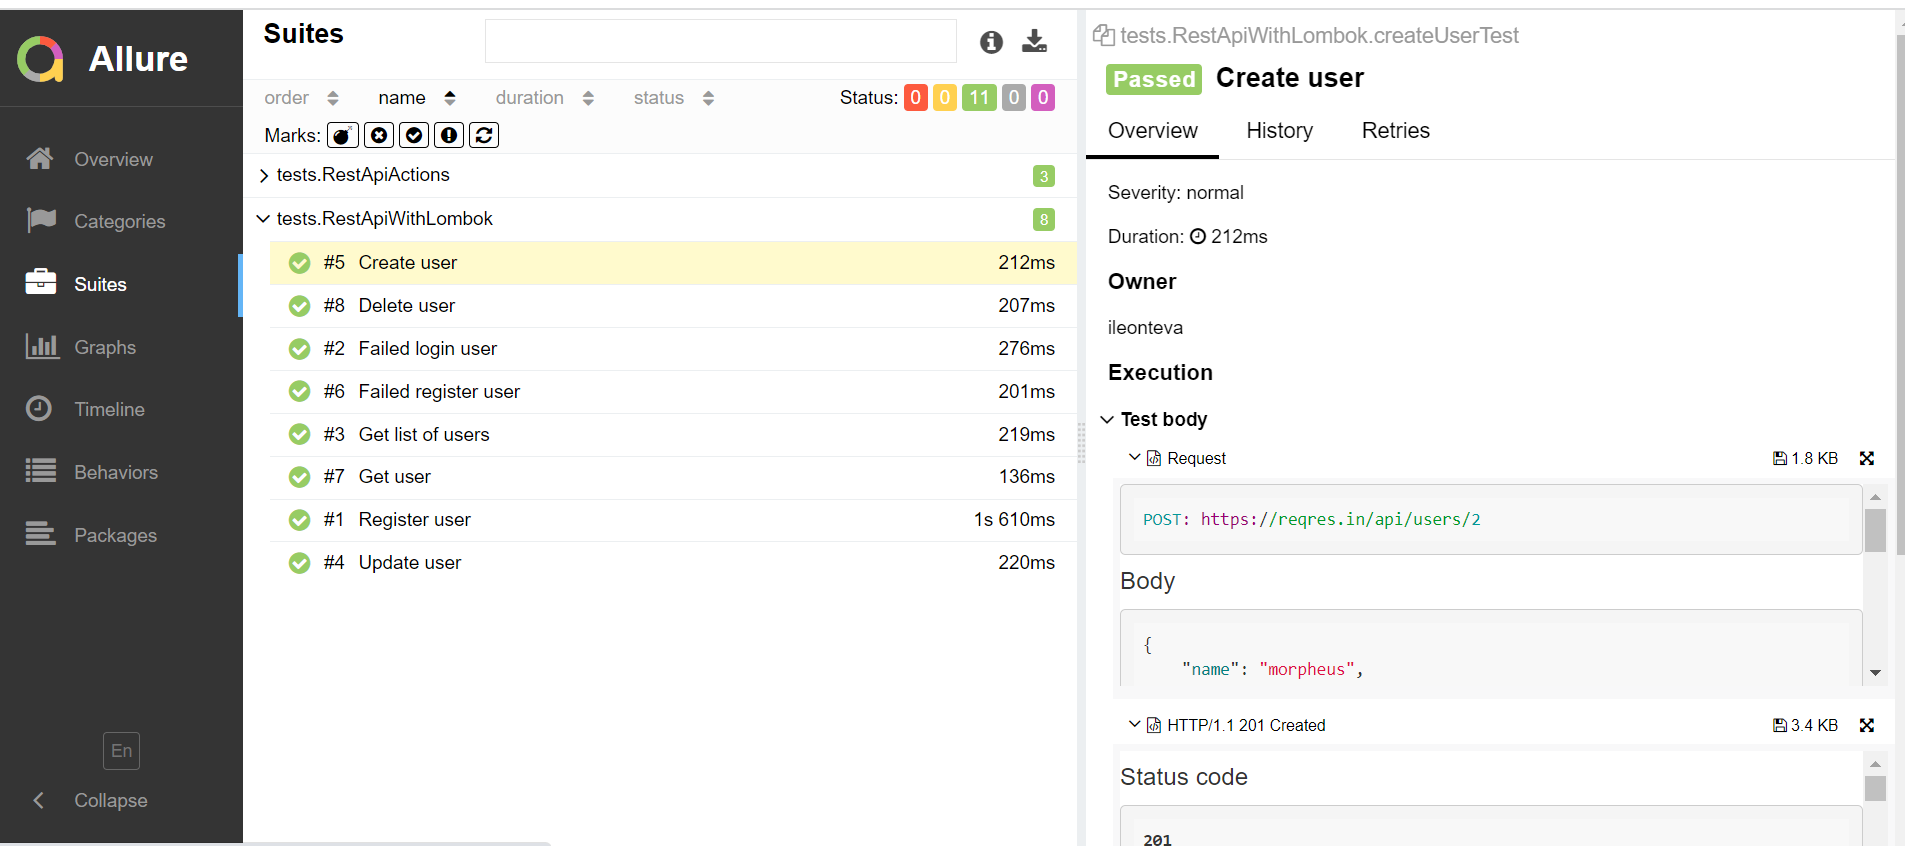 Allure
Overview
Categories
Suites
Graphs
Timeline
Behaviors
Packages
En
Collapse
Suites
order name duration status Status: 0 0 11 0 0
Marks:
tests.RestApiActions 3
tests.RestApiWithLombok 8
#5 Create user 212ms
#8 Delete user 207ms
#2 Failed login user 276ms
#6 Failed register user 201ms
#3 Get list of users 219ms
#7 Get user 136ms
#1 Register user 1s 610ms
#4 Update user 220ms
tests.RestApiWithLombok.createUserTest
Passed Create user
Overview History Retries
Severity: normal
Duration: 212ms
Owner
ileonteva
Execution
Test body
Request 1.8 KB
POST: https://reqres.in/api/users/2
Body
{
"name": "morpheus",
HTTP/1.1 201 Created 3.4 KB
Status code
201